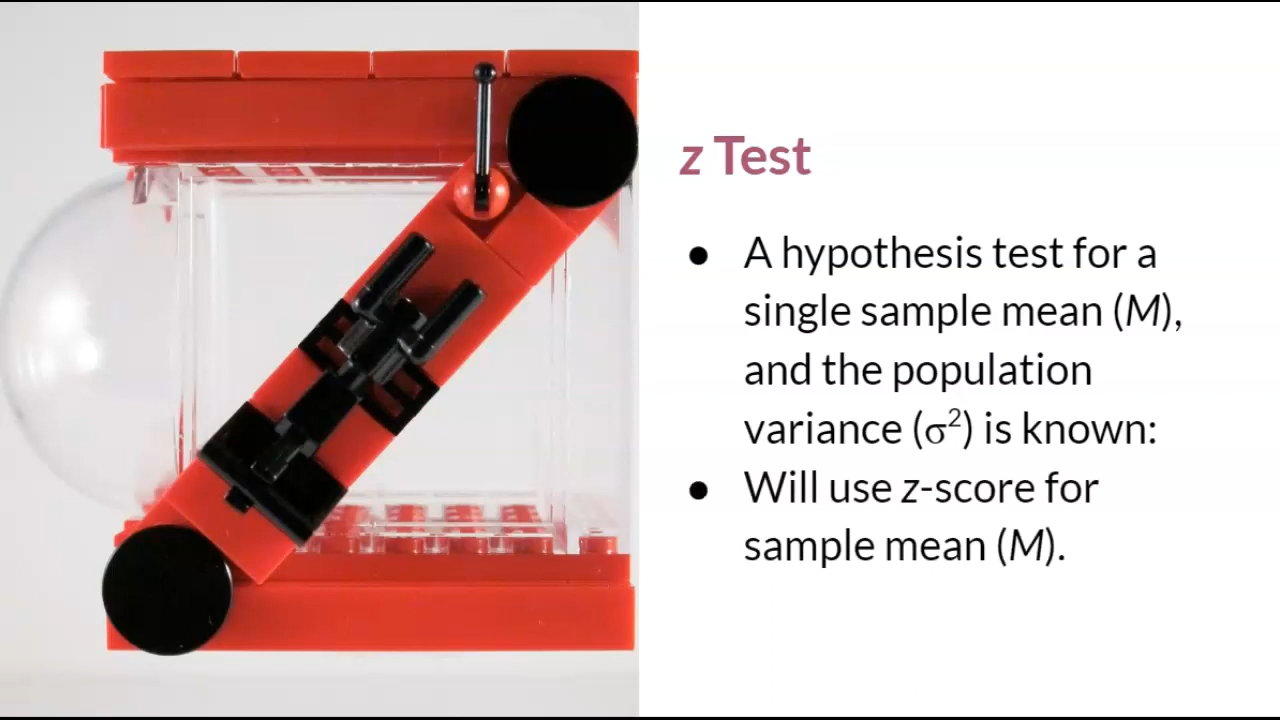 z Test
● A hypothesis test for a
single sample mean (M),
and the population
variance (σ²) is known:
● Will use z-score for
sample mean (M).